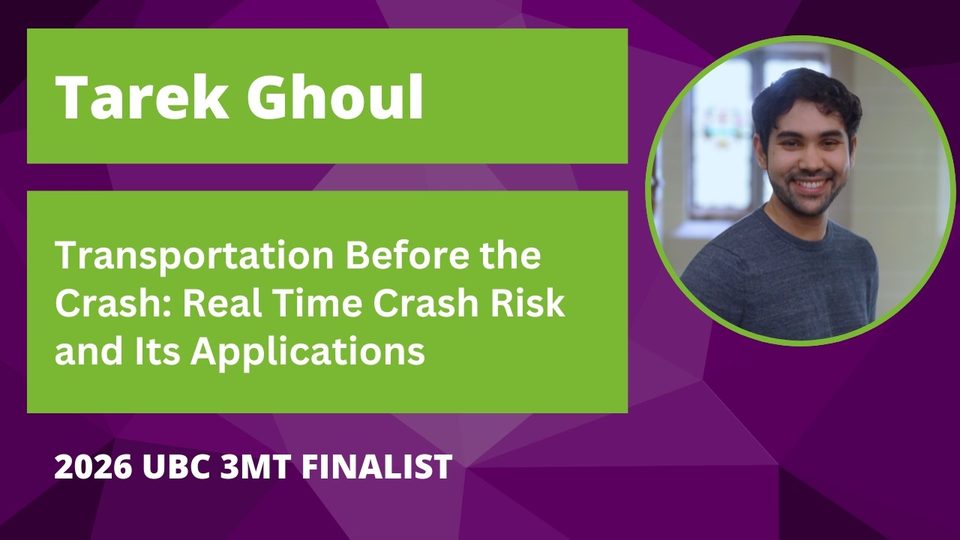 Tarek Ghoul
Transportation Before the
Crash: Real Time Crash Risk
and Its Applications
2026 UBC 3MT FINALIST